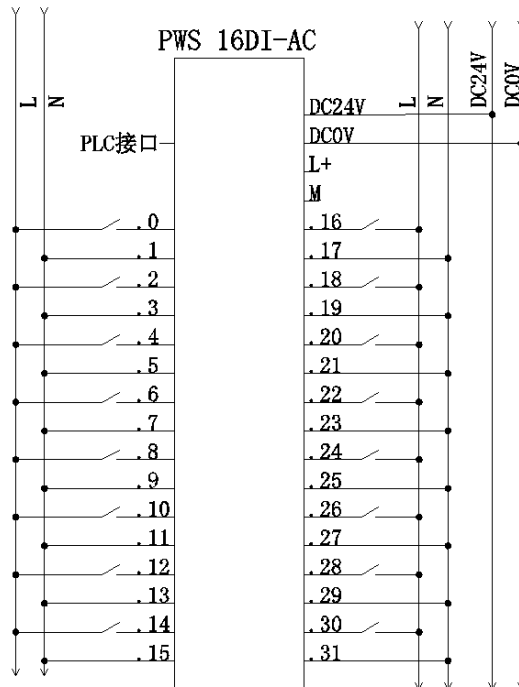 PWS 16DI-AC
L
N
L
N
DC24V
DC0V
PLC接口
DC24V
DC0V
L+
M
.0
.1
.2
.3
.4
.5
.6
.7
.8
.9
.10
.11
.12
.13
.14
.15
.16
.17
.18
.19
.20
.21
.22
.23
.24
.25
.26
.27
.28
.29
.30
.31